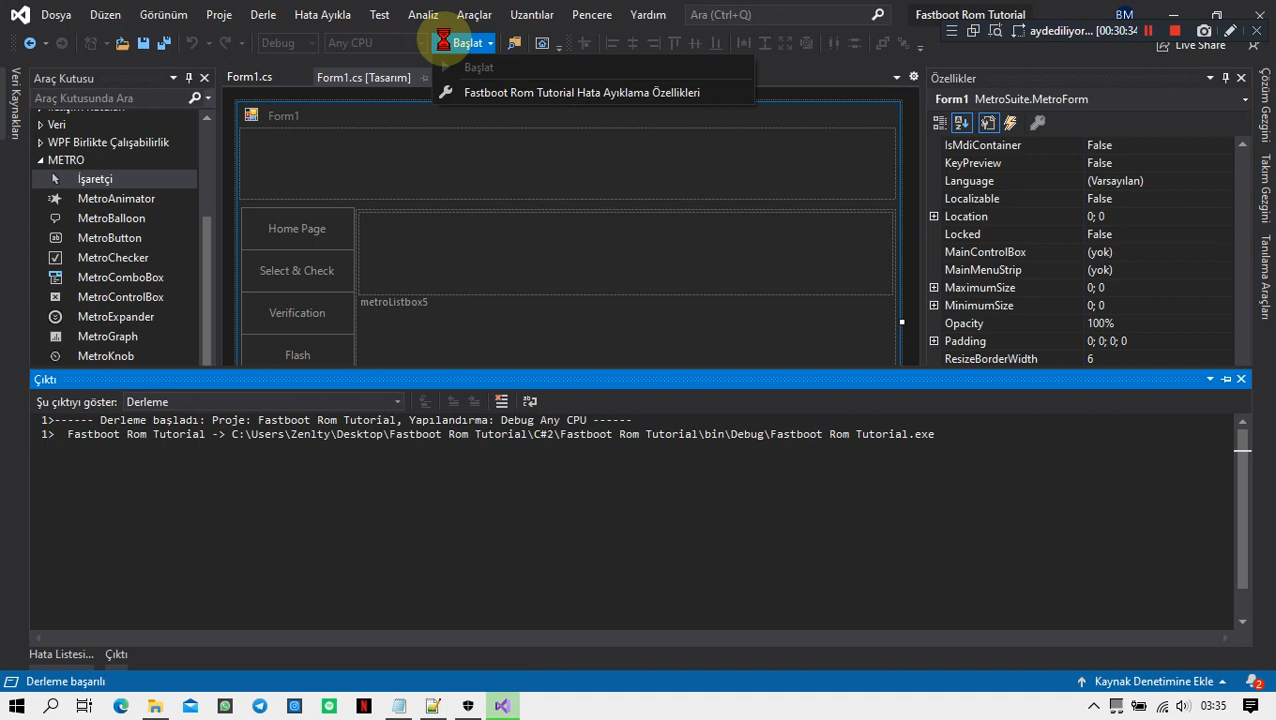 Dosya Düzen Görünüm Proje Derle Hata Ayıkla Test Analiz Araçlar Uzantılar Pencere Yardım Ara (Ctrl+Q) Fastboot Rom Tutorial BM
aydediliyor... 00:30:34
Debug Any CPU Başlat Live Share
Veri Kaynakları
Araç Kutusu
Araç Kutusunda Ara
Veri
WPF Birlikte Çalışabilirlik
METRO
İşaretçi
MetroAnimator
MetroBalloon
MetroButton
MetroChecker
MetroComboBox
MetroControlBox
MetroExpander
MetroGraph
MetroKnob
Form1.cs Form1.cs [Tasarım]
Başlat
Fastboot Rom Tutorial Hata Ayıklama Özellikleri
Form1
Home Page
Select & Check
Verification
Flash
metroListbox5
Özellikler
Form1 MetroSuite.MetroForm
IsMdiContainer False
KeyPreview False
Language (Varsayılan)
Localizable False
Location 0; 0
Locked False
MainControlBox (yok)
MainMenuStrip (yok)
MaximumSize 0; 0
MinimumSize 0; 0
Opacity 100%
Padding 0; 0; 0; 0
ResizeBorderWidth 6
Çözüm Gezgini
Takım Gezgini
Tanılama Araçları
Çıktı
Şu çıktıyı göster: Derleme
1>------ Derleme başladı: Proje: Fastboot Rom Tutorial, Yapılandırma: Debug Any CPU ------
1> Fastboot Rom Tutorial -> C:\Users\Zenlty\Desktop\Fastboot Rom Tutorial\C#2\Fastboot Rom Tutorial\bin\Debug\Fastboot Rom Tutorial.exe
Hata Listesi... Çıktı
Derleme başarılı Kaynak Denetimine Ekle 2
03:35